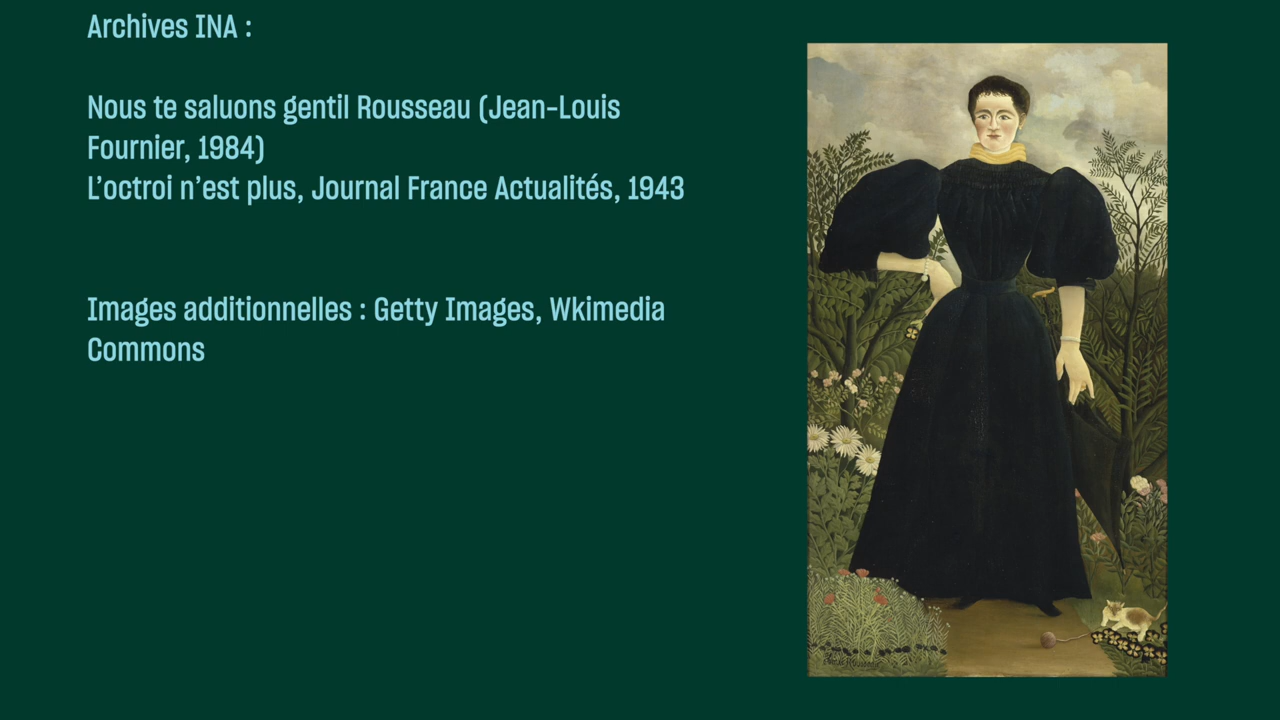 Archives INA :
Nous te saluons gentil Rousseau (Jean-Louis
Fournier, 1984)
L’octroi n’est plus, Journal France Actualités, 1943
Images additionnelles : Getty Images, Wkimedia
Commons